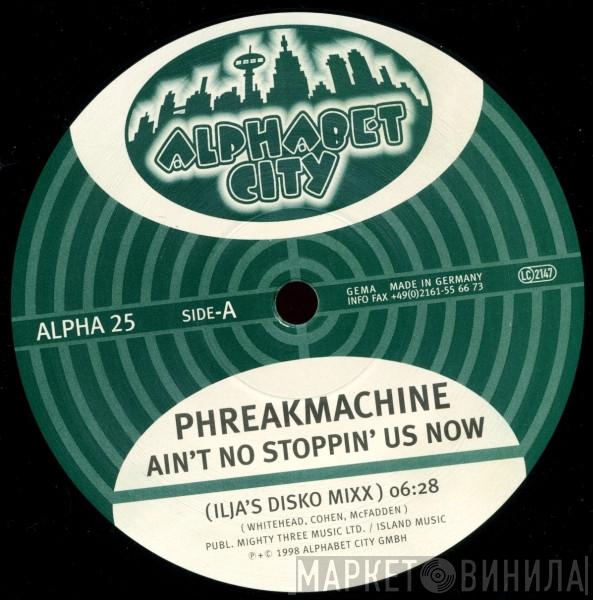 ALPHABET
CITY
GEMA MADE IN GERMANY
INFO FAX +49(0)2161-55 66 73
LC 2147
ALPHA 25
SIDE-A
PHREAKMACHINE
AIN'T NO STOPPIN' US NOW
(ILJA'S DISKO MIXX) 06:28
( WHITEHEAD, COHEN, McFADDEN )
PUBL. MIGHTY THREE MUSIC LTD. / ISLAND MUSIC
℗+© 1998 ALPHABET CITY GMBH
МАРКЕТ ВИНИЛА